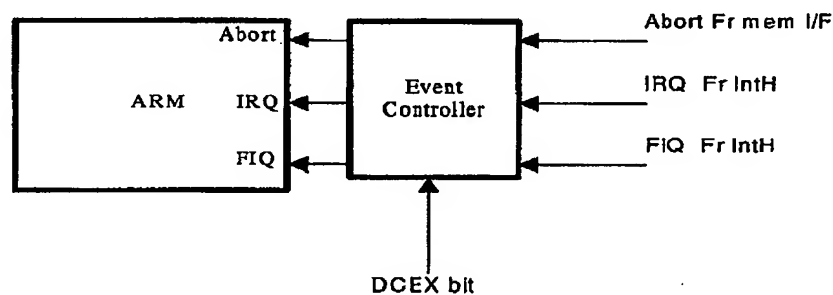 Abort
Abort Fr mem I/F
ARM
IRQ
Event
Controller
IRQ Fr IntH
FIQ
FIQ Fr IntH
DCEX bit